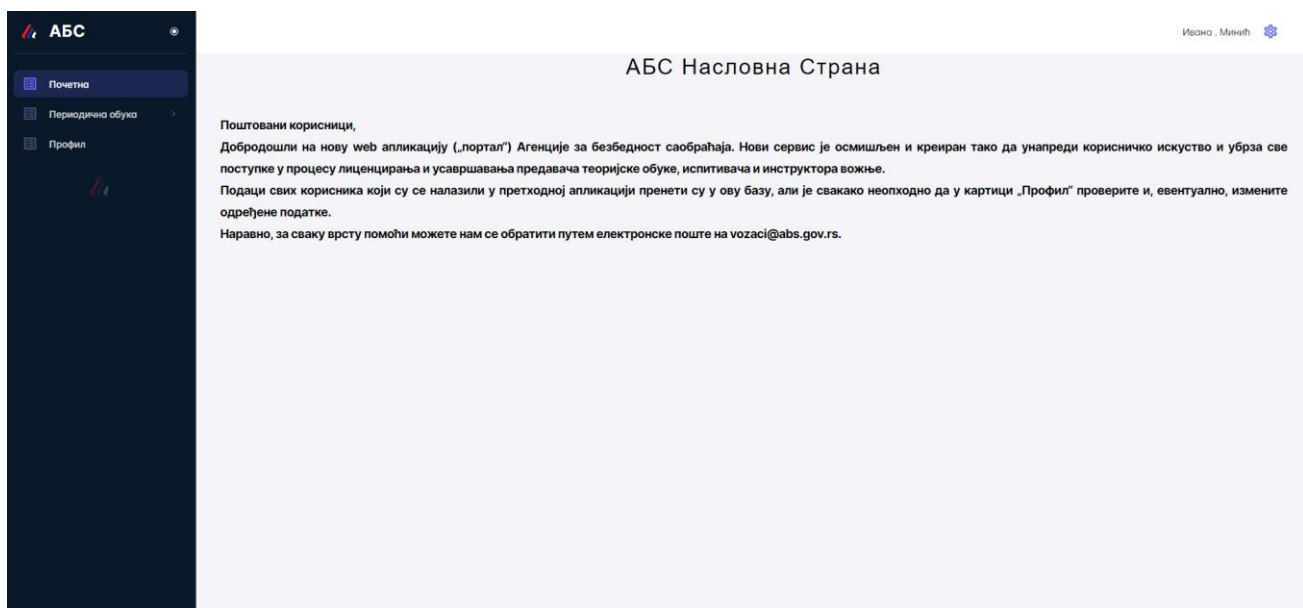 АБС
Ивана . Минић
Почетна
Периодична обука
Профил
АБС Насловна Страна
Поштовани корисници,
Добродошли на нову web апликацију („портал“) Агенције за безбедност саобраћаја. Нови сервис је осмишљен и креиран тако да унапреди корисничко искуство и убрза све
поступке у процесу лиценцирања и усавршавања предавача теоријске обуке, испитивача и инструктора вожње.
Подаци свих корисника који су се налазили у претходној апликацији пренети су у ову базу, али је свакако неопходно да у картици „Профил“ проверите и, евентуално, измените
одређене податке.
Наравно, за сваку врсту помоћи можете нам се обратити путем електронске поште на vozaci@abs.gov.rs.